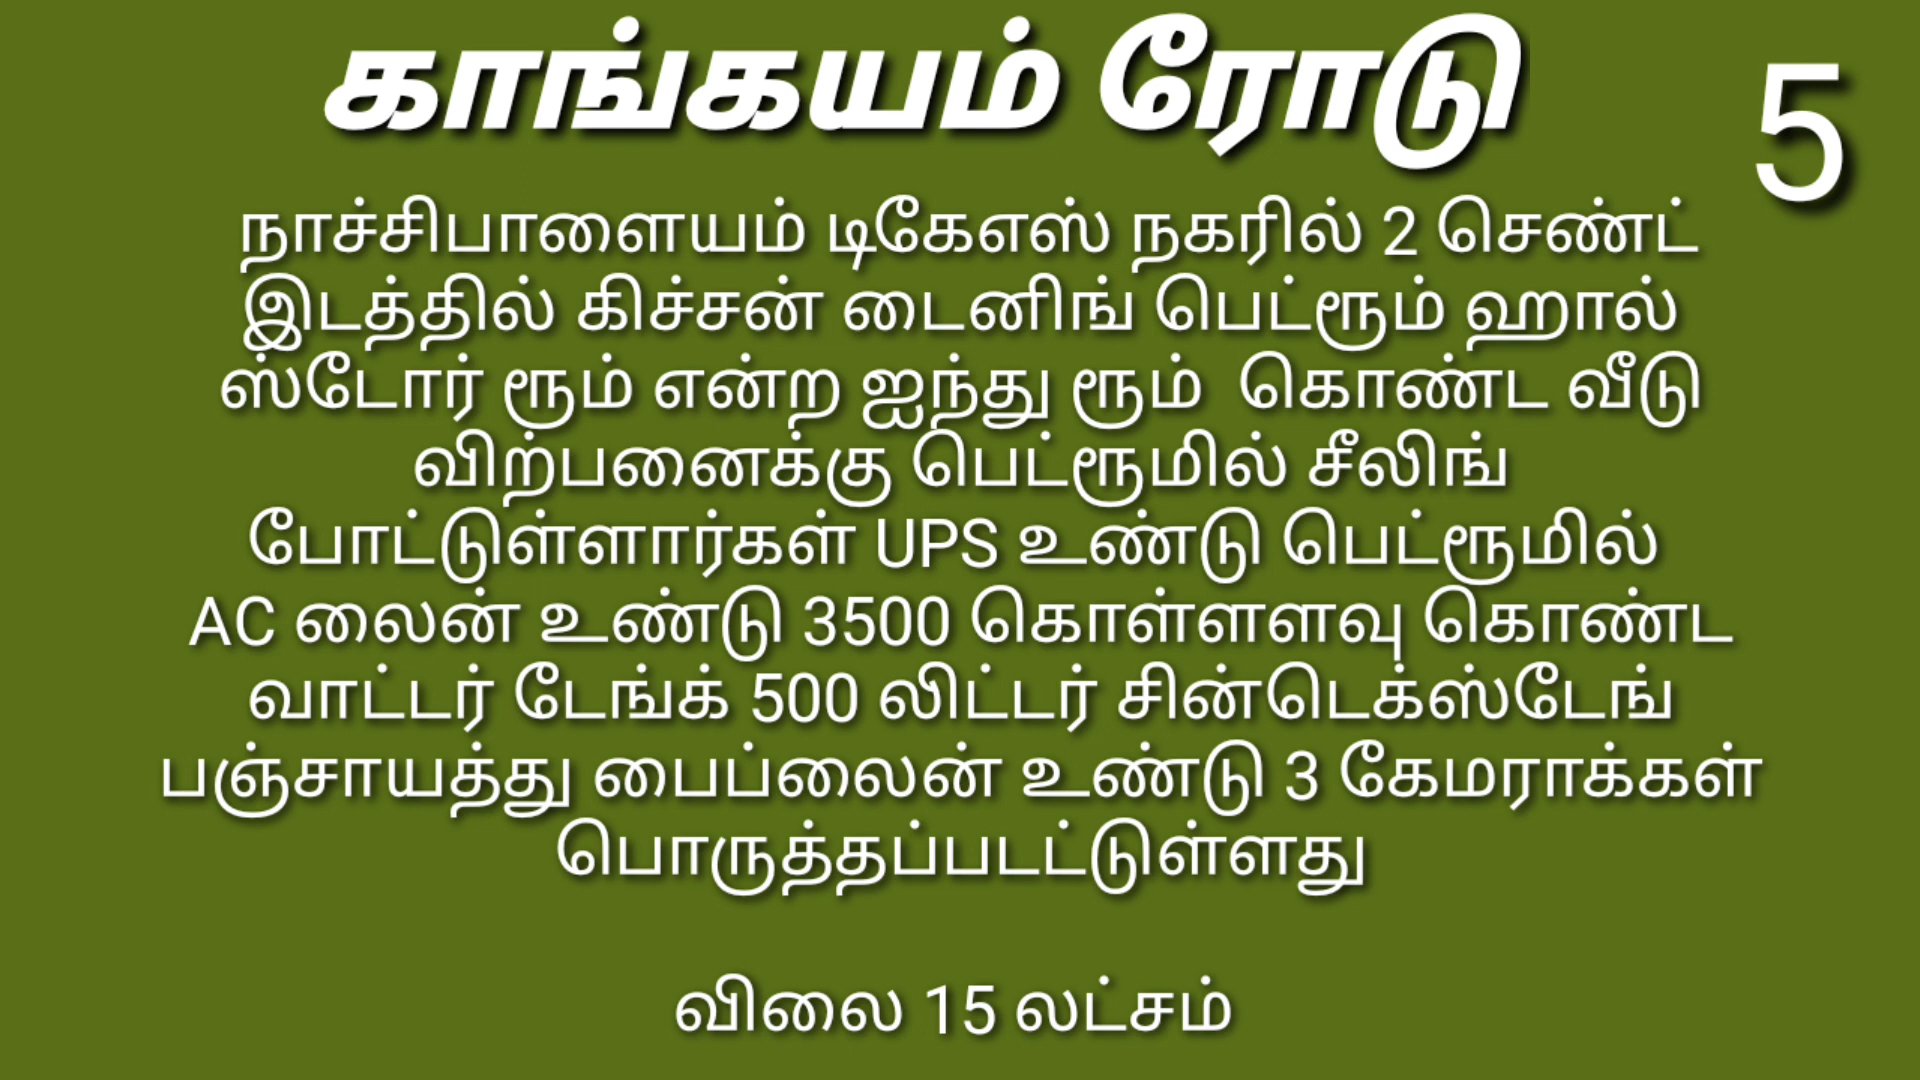 காங்கயம் ரோடு
5
நாச்சிபாளையம் டிகேஎஸ் நகரில் 2 செண்ட்
இடத்தில் கிச்சன் டைனிங் பெட்ரூம் ஹால்
ஸ்டோர் ரூம் என்ற ஐந்து ரூம் கொண்ட வீடு
விற்பனைக்கு பெட்ரூமில் சீலிங்
போட்டுள்ளார்கள் UPS உண்டு பெட்ரூமில்
AC லைன் உண்டு 3500 கொள்ளளவு கொண்ட
வாட்டர் டேங்க் 500 லிட்டர் சின்டெக்ஸ்டேங்
பஞ்சாயத்து பைப்லைன் உண்டு 3 கேமராக்கள்
பொருத்தப்படட்டுள்ளது
விலை 15 லட்சம்